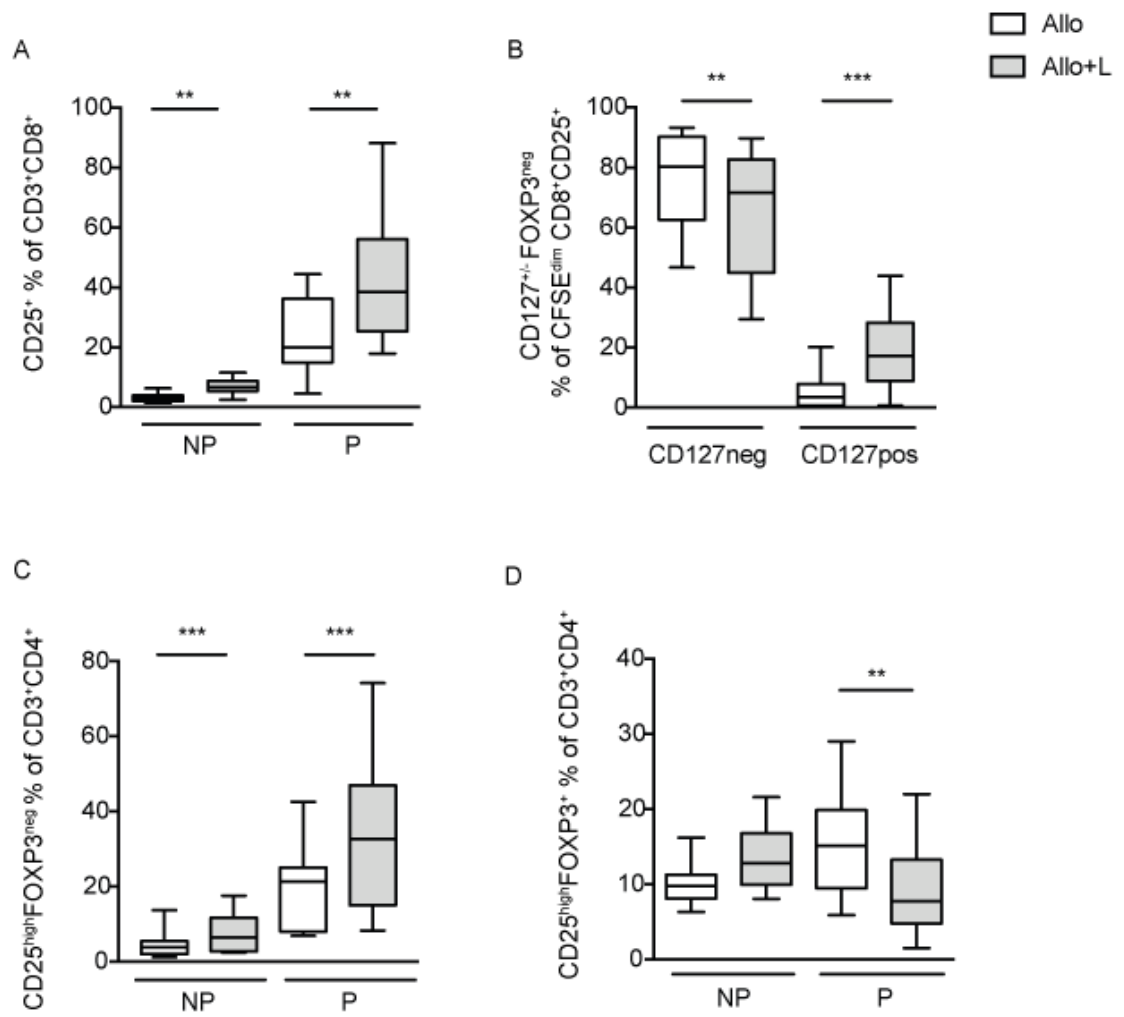 Allo
Allo+L
A
CD25⁺ % of CD3⁺CD8⁺
100
80
60
40
20
0
**
**
NP
P
B
CD127⁺/⁻ FOXP3ⁿᵉᵍ
% of CFSEᵈⁱᵐ CD8⁺CD25⁺
100
80
60
40
20
0
**
***
CD127neg
CD127pos
C
CD25ʰⁱᵍʰFOXP3ⁿᵉᵍ % of CD3⁺CD4⁺
80
60
40
20
0
***
***
NP
P
D
CD25ʰⁱᵍʰFOXP3⁺ % of CD3⁺CD4⁺
40
30
20
10
0
**
NP
P